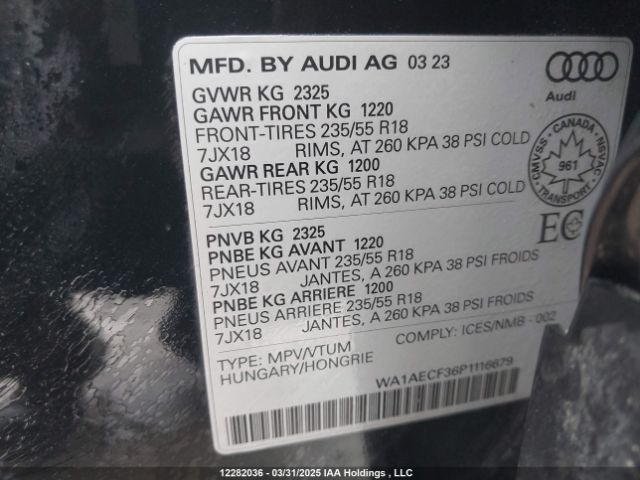 MFD. BY AUDI AG 03 23
Audi
GVWR KG 2325
GAWR FRONT KG 1220
FRONT-TIRES 235/55 R18
7JX18 RIMS, AT 260 KPA 38 PSI COLD
GAWR REAR KG 1200
REAR-TIRES 235/55 R18
7JX18 RIMS, AT 260 KPA 38 PSI COLD
CANADA
CMVSS NSVAC
961
TRANSPORT
EC
PNVB KG 2325
PNBE KG AVANT 1220
PNEUS AVANT 235/55 R18
7JX18 JANTES, A 260 KPA 38 PSI FROIDS
PNBE KG ARRIERE 1200
PNEUS ARRIERE 235/55 R18
7JX18 JANTES, A 260 KPA 38 PSI FROIDS
TYPE: MPV/VTUM COMPLY: ICES/NMB - 002
HUNGARY/HONGRIE
WA1AECF36P1116679
12282036 - 03/31/2025 IAA Holdings , LLC